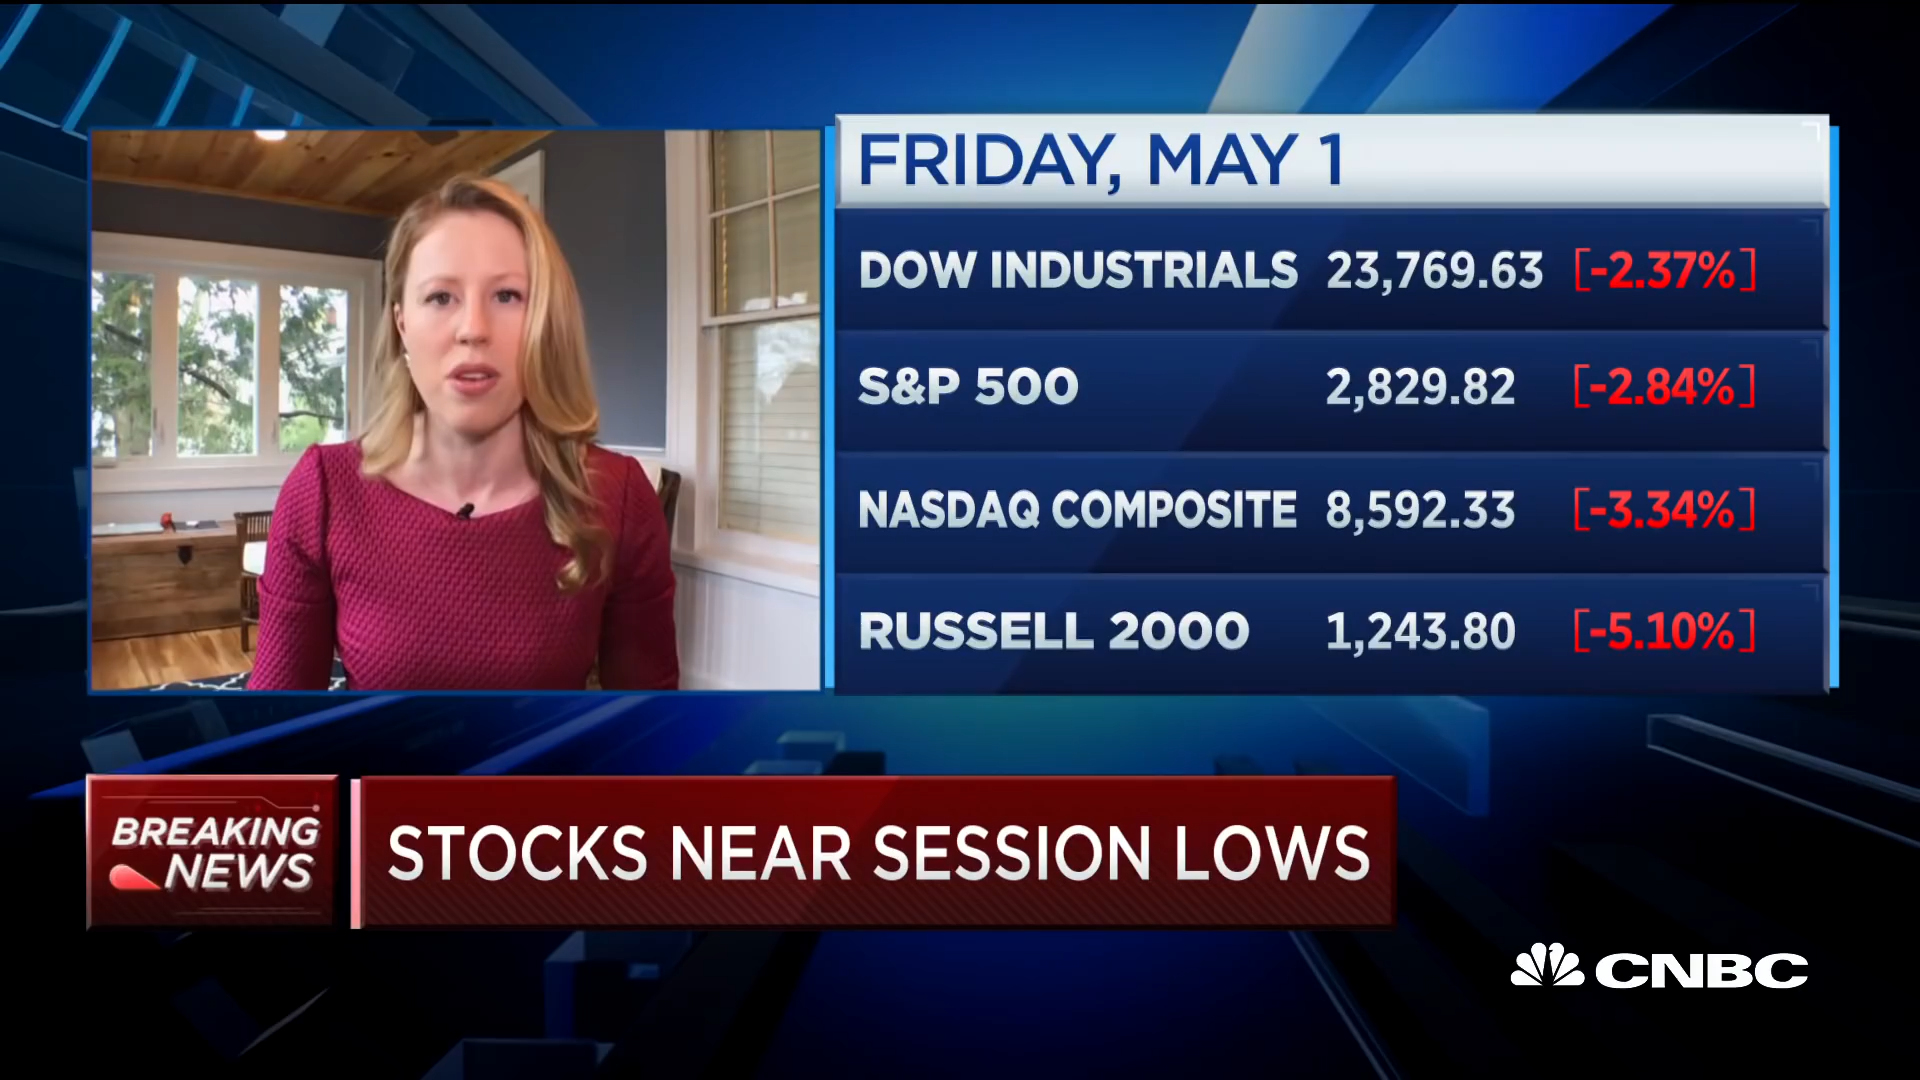 FRIDAY, MAY 1
DOW INDUSTRIALS 23,769.63 [-2.37%]
S&P 500 2,829.82 [-2.84%]
NASDAQ COMPOSITE 8,592.33 [-3.34%]
RUSSELL 2000 1,243.80 [-5.10%]
BREAKING
NEWS
STOCKS NEAR SESSION LOWS
CNBC